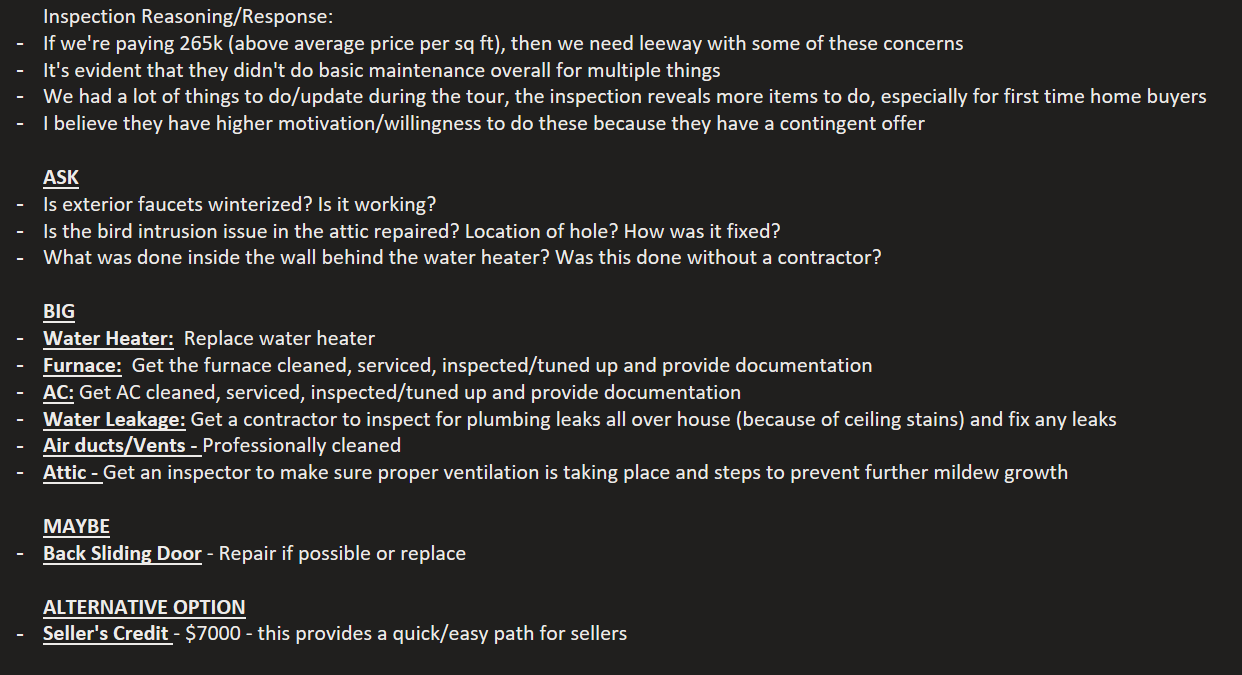 Inspection Reasoning/Response:
- If we're paying 265k (above average price per sq ft), then we need leeway with some of these concerns
- It's evident that they didn't do basic maintenance overall for multiple things
- We had a lot of things to do/update during the tour, the inspection reveals more items to do, especially for first time home buyers
- I believe they have higher motivation/willingness to do these because they have a contingent offer
ASK
- Is exterior faucets winterized? Is it working?
- Is the bird intrusion issue in the attic repaired? Location of hole? How was it fixed?
- What was done inside the wall behind the water heater? Was this done without a contractor?
BIG
- Water Heater: Replace water heater
- Furnace: Get the furnace cleaned, serviced, inspected/tuned up and provide documentation
- AC: Get AC cleaned, serviced, inspected/tuned up and provide documentation
- Water Leakage: Get a contractor to inspect for plumbing leaks all over house (because of ceiling stains) and fix any leaks
- Air ducts/Vents - Professionally cleaned
- Attic - Get an inspector to make sure proper ventilation is taking place and steps to prevent further mildew growth
MAYBE
- Back Sliding Door - Repair if possible or replace
ALTERNATIVE OPTION
- Seller's Credit - $7000 - this provides a quick/easy path for sellers